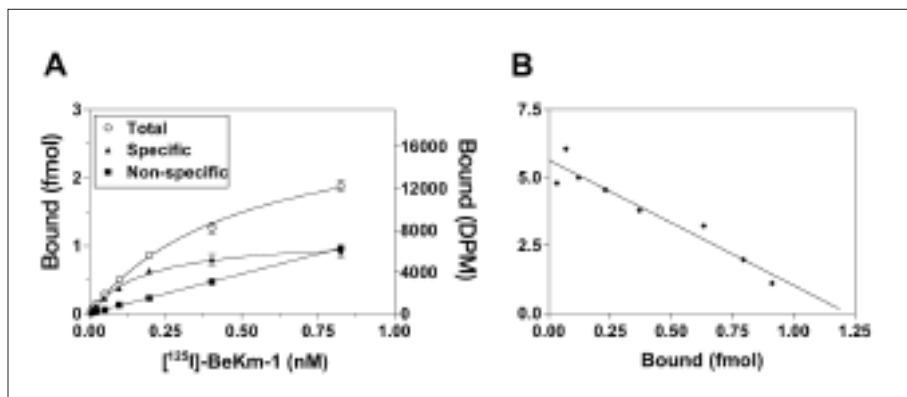 A
B
3
2
1
0
Bound (fmol)
Total
Specific
Non-specific
16000
12000
8000
4000
0
Bound (DPM)
0.00
0.25
0.50
0.75
1.00
[¹²⁵I]-BeKm-1 (nM)
7.5
5.0
2.5
0.0
0.00
0.25
0.50
0.75
1.00
1.25
Bound (fmol)